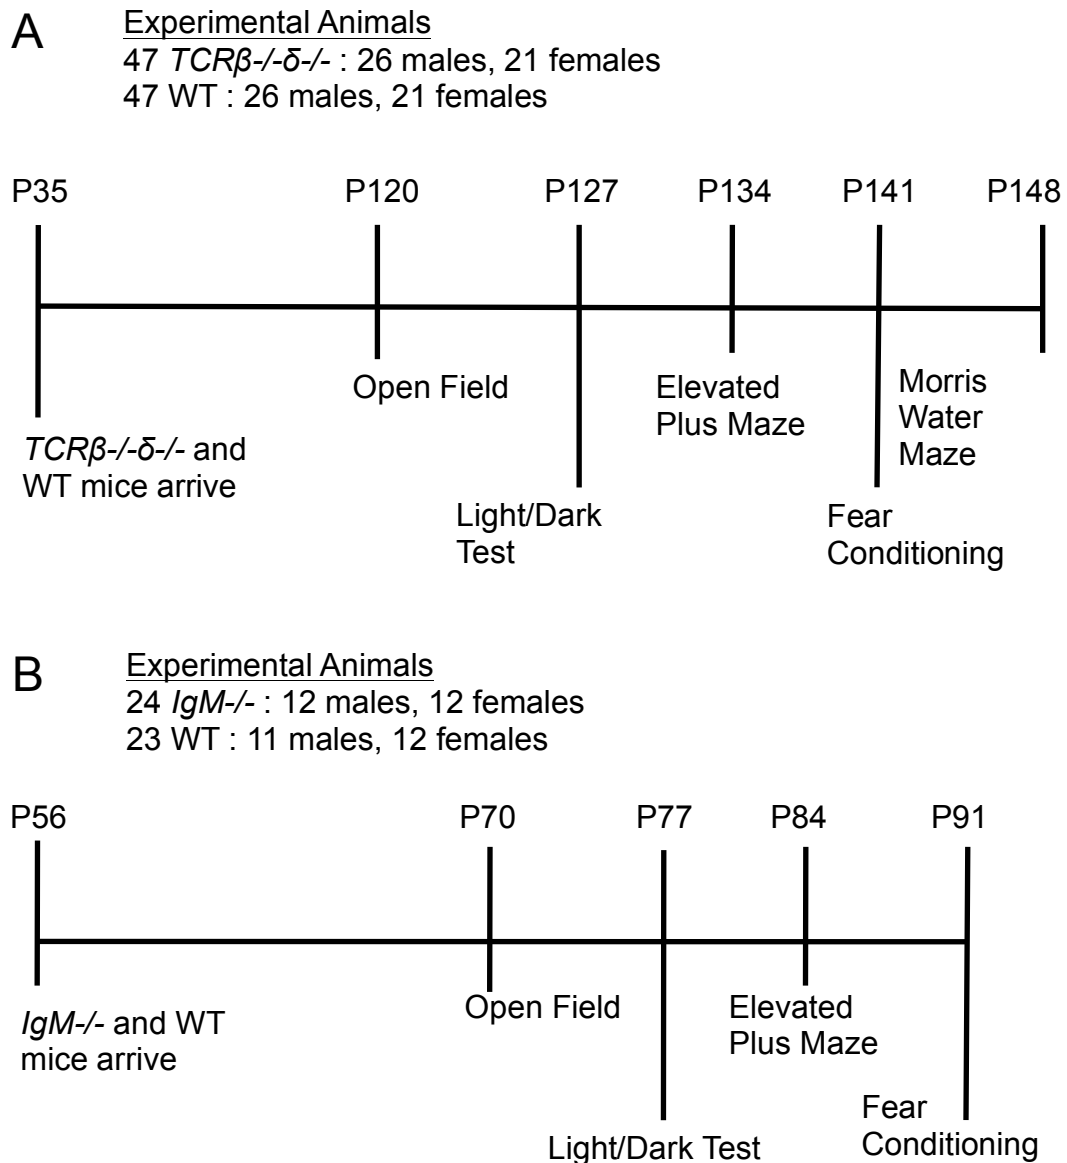 A
Experimental Animals
47 TCRβ-/-δ-/- : 26 males, 21 females
47 WT : 26 males, 21 females
P35
P120
P127
P134
P141
P148
Open Field
Elevated
Plus Maze
Morris
Water
Maze
TCRβ-/-δ-/- and
WT mice arrive
Light/Dark
Test
Fear
Conditioning
B
Experimental Animals
24 IgM-/- : 12 males, 12 females
23 WT : 11 males, 12 females
P56
P70
P77
P84
P91
IgM-/- and WT
mice arrive
Open Field
Elevated
Plus Maze
Light/Dark Test
Fear
Conditioning